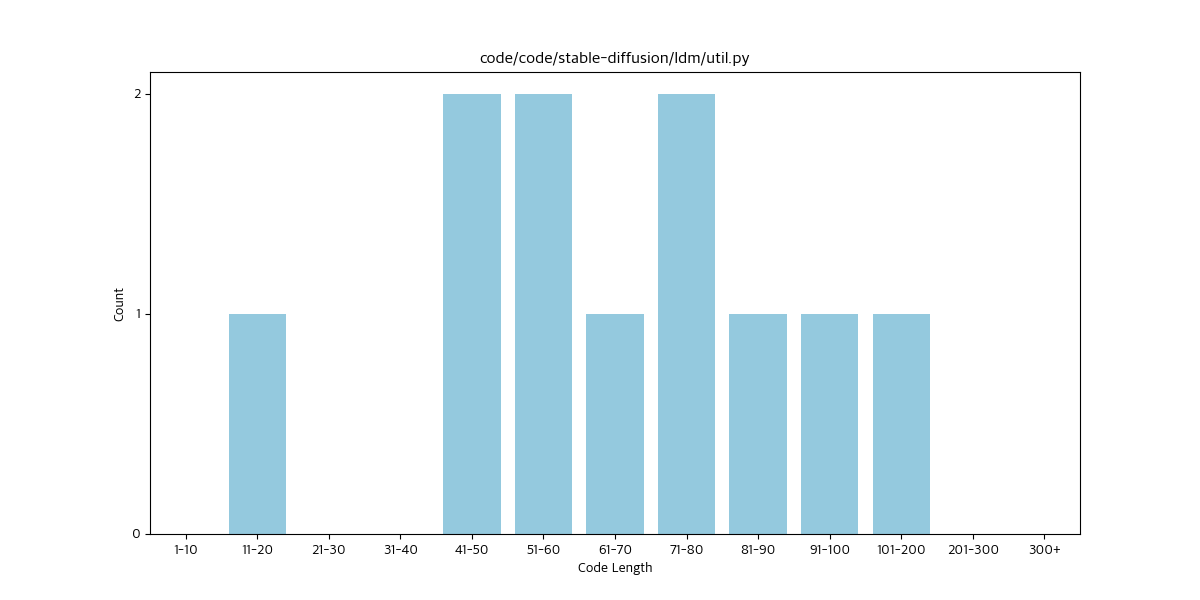 code/code/stable-diffusion/ldm/util.py
2
1
0
Count
1-10 11-20 21-30 31-40 41-50 51-60 61-70 71-80 81-90 91-100 101-200 201-300 300+
Code Length